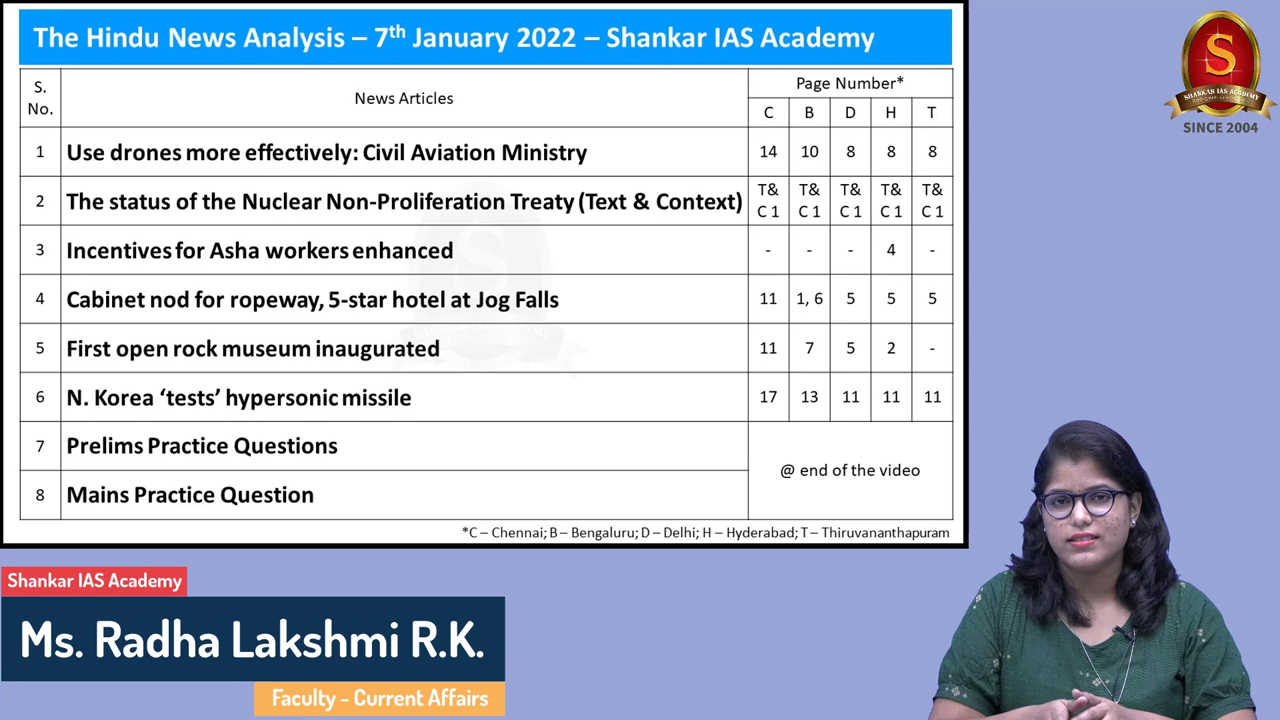 The Hindu News Analysis – 7th January 2022 – Shankar IAS Academy
S. No. News Articles Page Number*
C B D H T
1 Use drones more effectively: Civil Aviation Ministry 14 10 8 8 8
2 The status of the Nuclear Non-Proliferation Treaty (Text & Context) T& C 1 T& C 1 T& C 1 T& C 1 T& C 1
3 Incentives for Asha workers enhanced - - - 4 -
4 Cabinet nod for ropeway, 5-star hotel at Jog Falls 11 1, 6 5 5 5
5 First open rock museum inaugurated 11 7 5 2 -
6 N. Korea ‘tests’ hypersonic missile 17 13 11 11 11
7 Prelims Practice Questions
@ end of the video
8 Mains Practice Question
*C – Chennai; B – Bengaluru; D – Delhi; H – Hyderabad; T – Thiruvananthapuram
S
SHANKAR IAS ACADEMY
SINCE 2004
Shankar IAS Academy
Ms. Radha Lakshmi R.K.
Faculty - Current Affairs